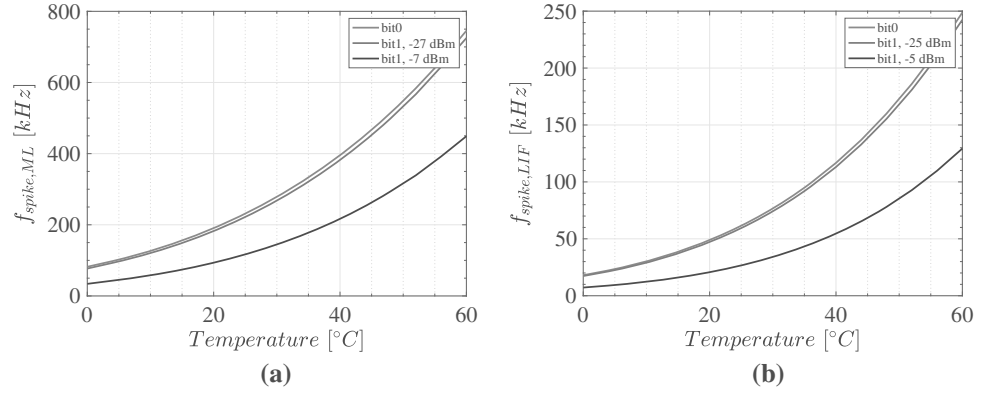 800
600
400
200
0
f_{spike,ML} [kHz]
bit0
bit1, -27 dBm
bit1, -7 dBm
0 20 40 60
Temperature [°C]
(a)
250
200
150
100
50
0
f_{spike,LIF} [kHz]
bit0
bit1, -25 dBm
bit1, -5 dBm
0 20 40 60
Temperature [°C]
(b)